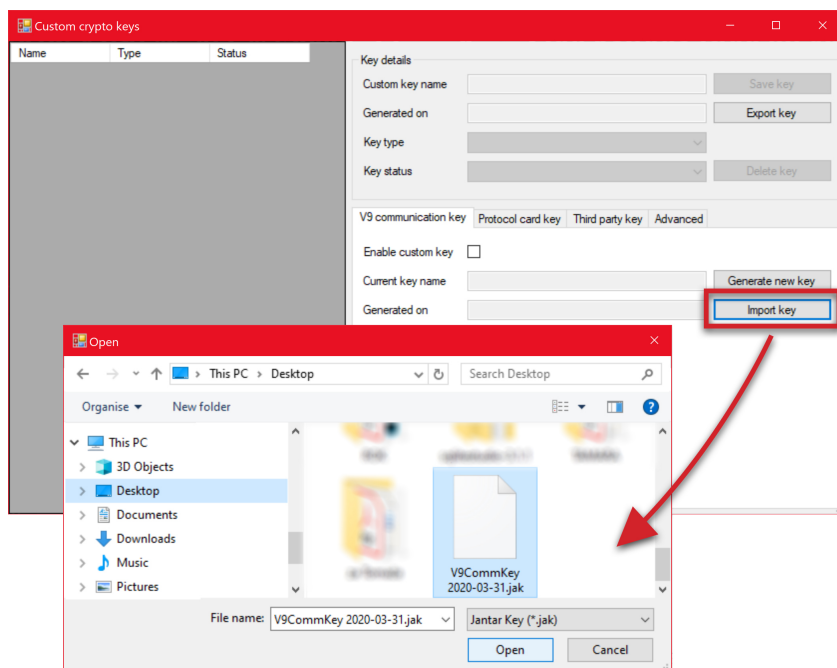 Custom crypto keys
Name Type Status
Key details
Custom key name
Save key
Generated on
Export key
Key type
Key status
Delete key
V9 communication key Protocol card key Third party key Advanced
Enable custom key
Current key name
Generate new key
Generated on
Import key
Open
This PC > Desktop
Search Desktop
Organise
New folder
This PC
3D Objects
Desktop
Documents
Downloads
Music
Pictures
V9CommKey
2020-03-31.jak
File name: V9CommKey 2020-03-31.jak
Jantar Key (*.jak)
Open
Cancel